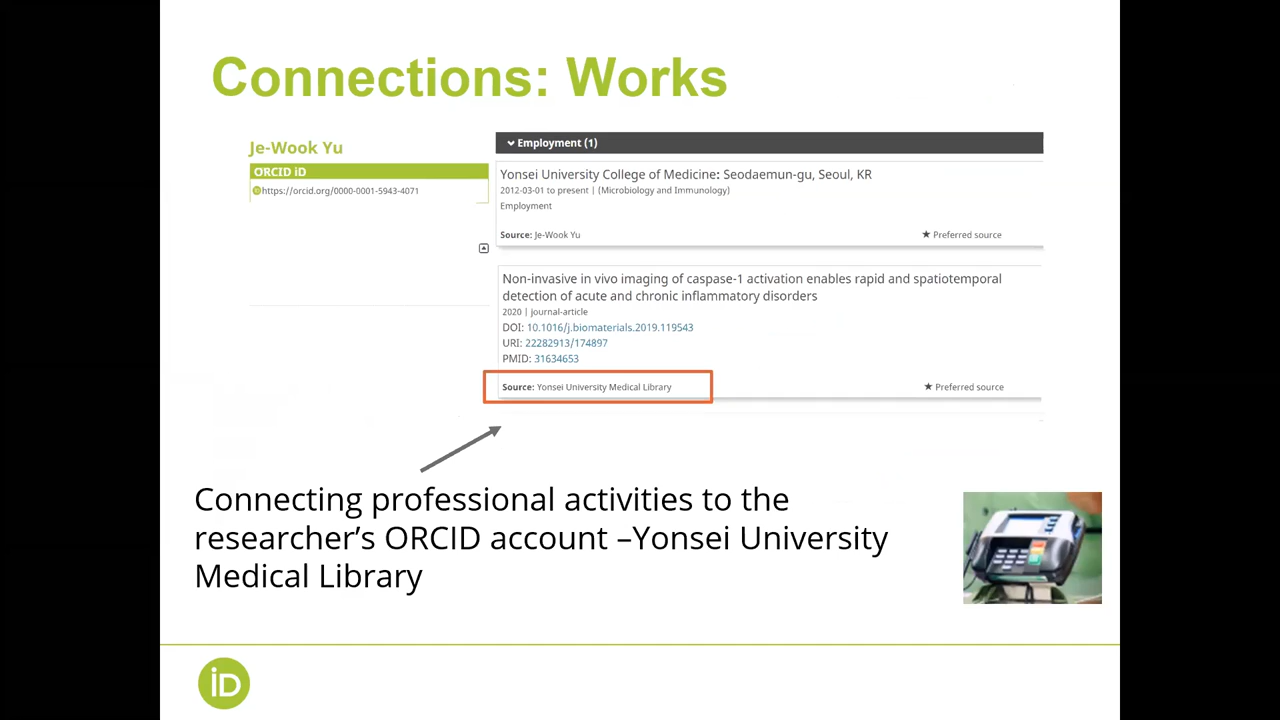 Connections: Works
Je-Wook Yu
ORCID iD
iD https://orcid.org/0000-0001-5943-4071
Employment (1)
Yonsei University College of Medicine: Seodaemun-gu, Seoul, KR
2012-03-01 to present | (Microbiology and Immunology)
Employment
Source: Je-Wook Yu
★ Preferred source
Non-invasive in vivo imaging of caspase-1 activation enables rapid and spatiotemporal
detection of acute and chronic inflammatory disorders
2020 | journal-article
DOI: 10.1016/j.biomaterials.2019.119543
URI: 22282913/174897
PMID: 31634653
Source: Yonsei University Medical Library
★ Preferred source
Connecting professional activities to the
researcher’s ORCID account –Yonsei University
Medical Library
iD